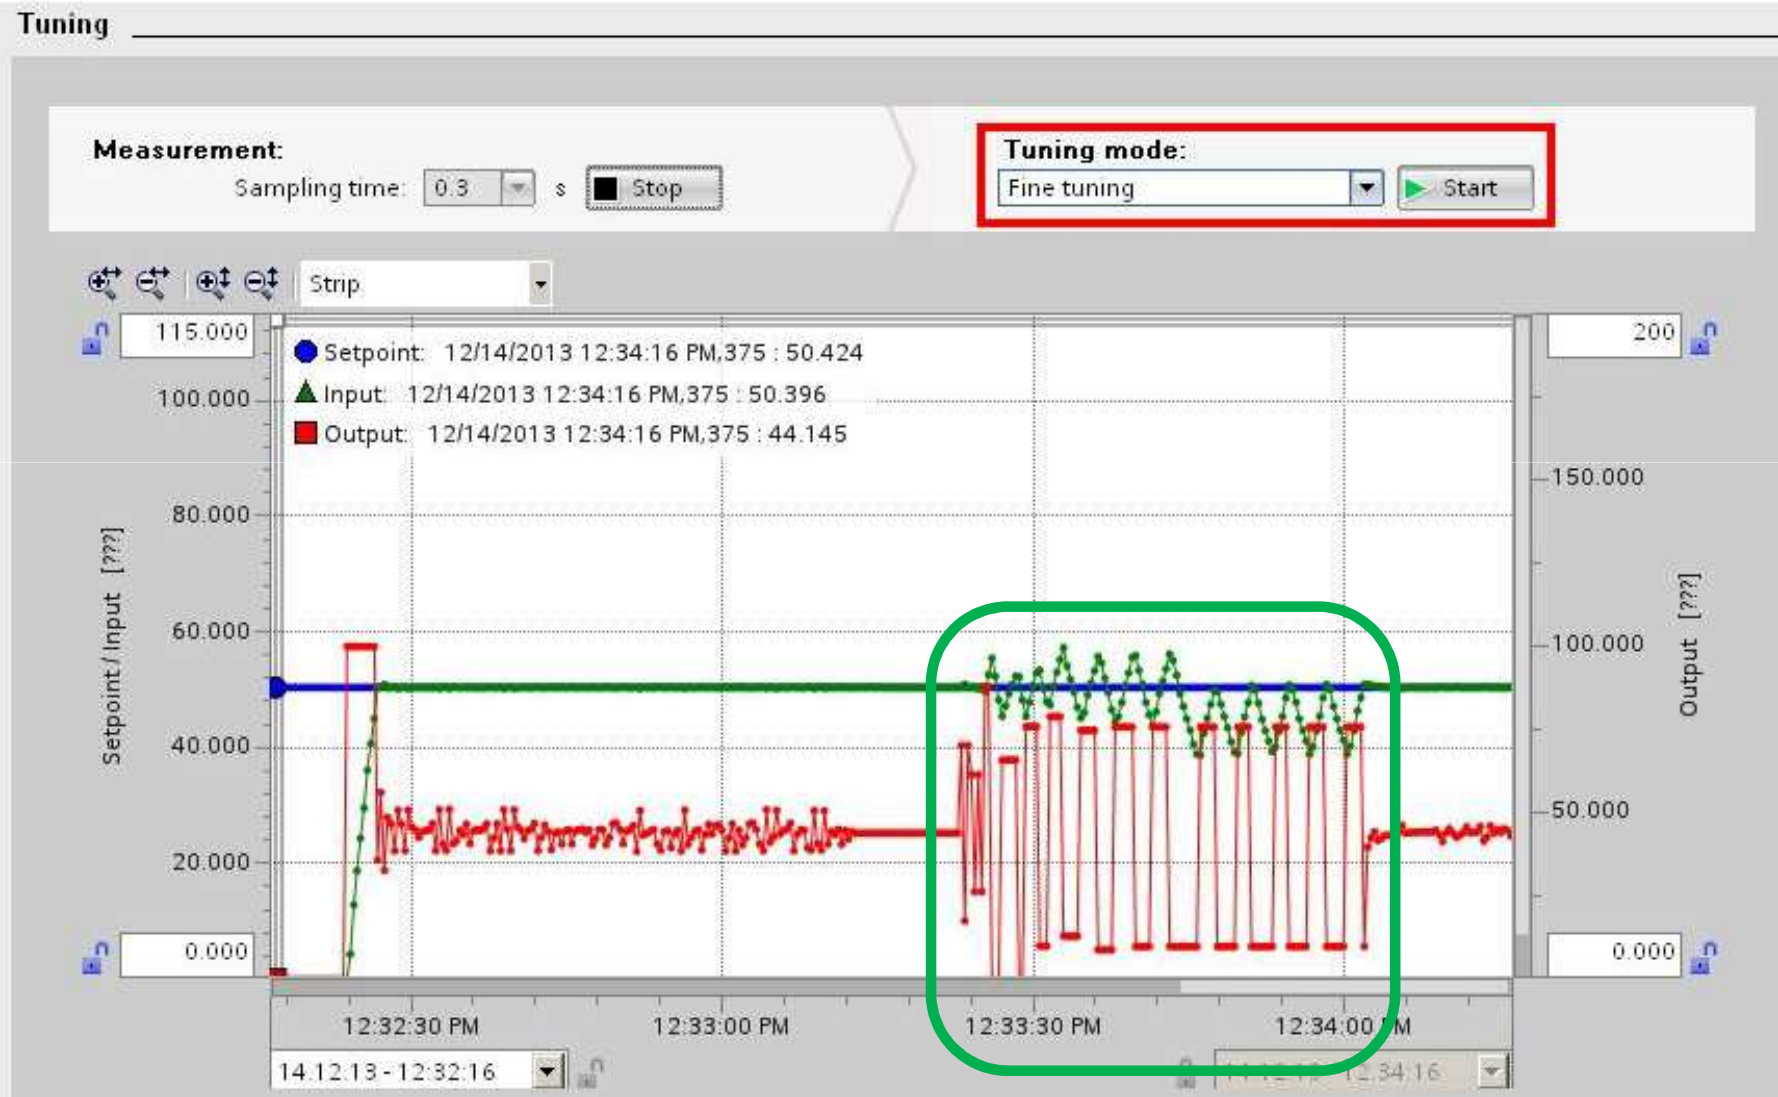 Tuning
Measurement:
Sampling time: 0.3 s Stop
Tuning mode:
Fine tuning Start
Strip
115.000
100.000
80.000
60.000
40.000
20.000
0.000
Setpoint/Input [???]
Setpoint: 12/14/2013 12:34:16 PM,375 : 50.424
Input: 12/14/2013 12:34:16 PM,375 : 50.396
Output: 12/14/2013 12:34:16 PM,375 : 44.145
200
150.000
100.000
50.000
0.000
Output [???]
12:32:30 PM 12:33:00 PM 12:33:30 PM 12:34:00 PM
14.12.13 - 12:32:16 12:34:16